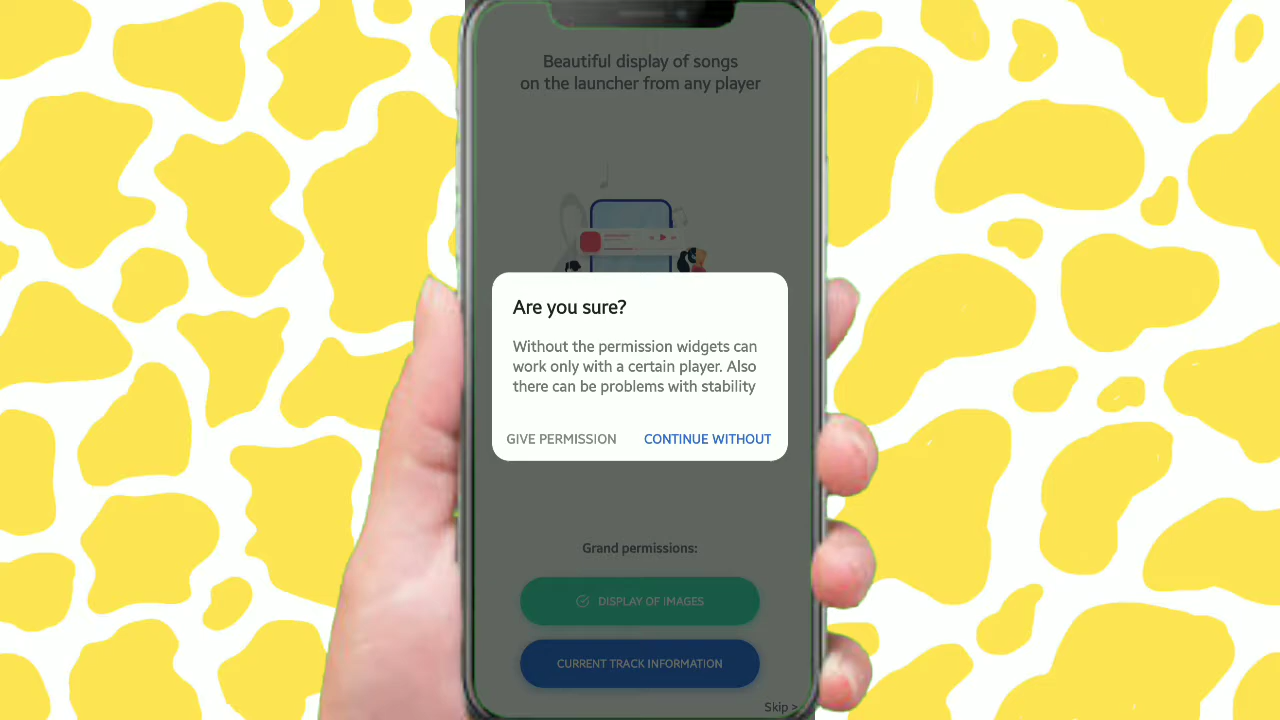 Beautiful display of songs
on the launcher from any player
Are you sure?
Without the permission widgets can
work only with a certain player. Also
there can be problems with stability
GIVE PERMISSION
CONTINUE WITHOUT
Grand permissions:
DISPLAY OF IMAGES
CURRENT TRACK INFORMATION
Skip >